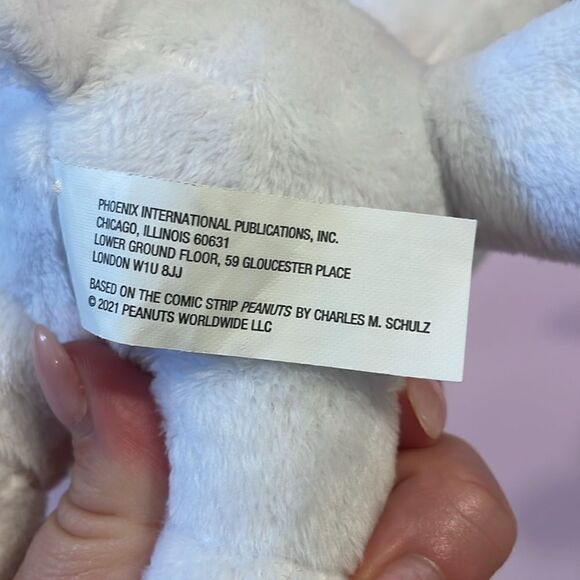 PHOENIX INTERNATIONAL PUBLICATIONS, INC.
CHICAGO, ILLINOIS 60631
LOWER GROUND FLOOR, 59 GLOUCESTER PLACE
LONDON W1U 8JJ
BASED ON THE COMIC STRIP PEANUTS BY CHARLES M. SCHULZ
© 2021 PEANUTS WORLDWIDE LLC